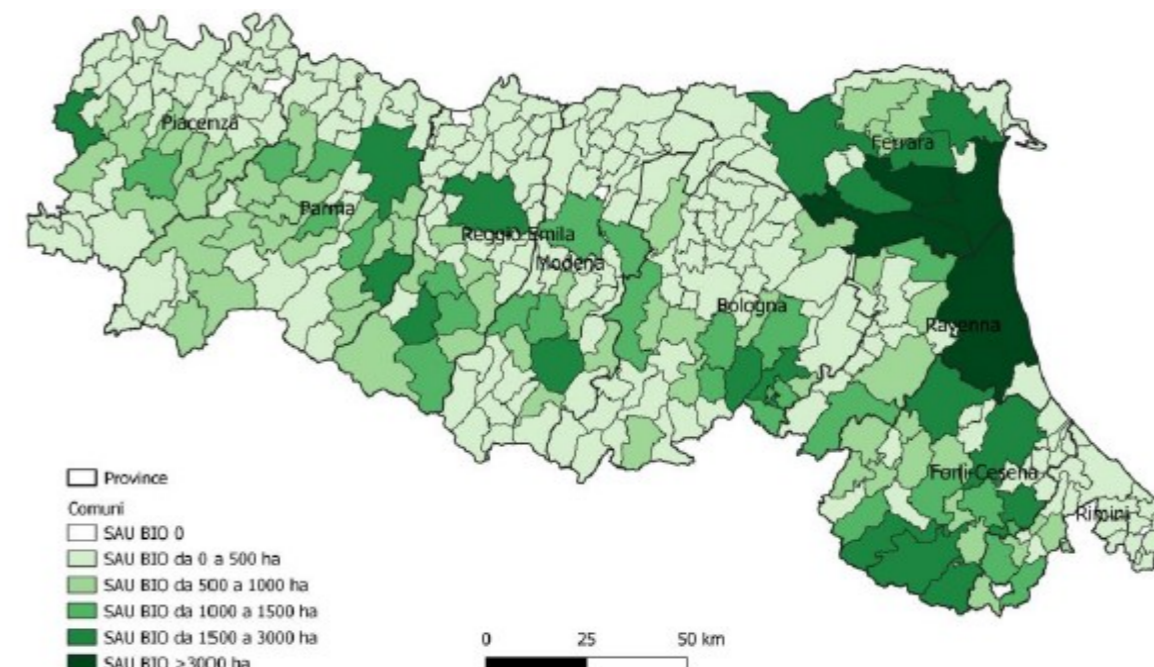 Piacenza
Ferrara
Parma
Reggio Emila
Modena
Bologna
Ravenna
Forlì-Cesena
Rimini
Province
Comuni
SAU BIO 0
SAU BIO da 0 a 500 ha
SAU BIO da 500 a 1000 ha
SAU BIO da 1000 a 1500 ha
SAU BIO da 1500 a 3000 ha
SAU BIO >3000 ha
0 25 50 km